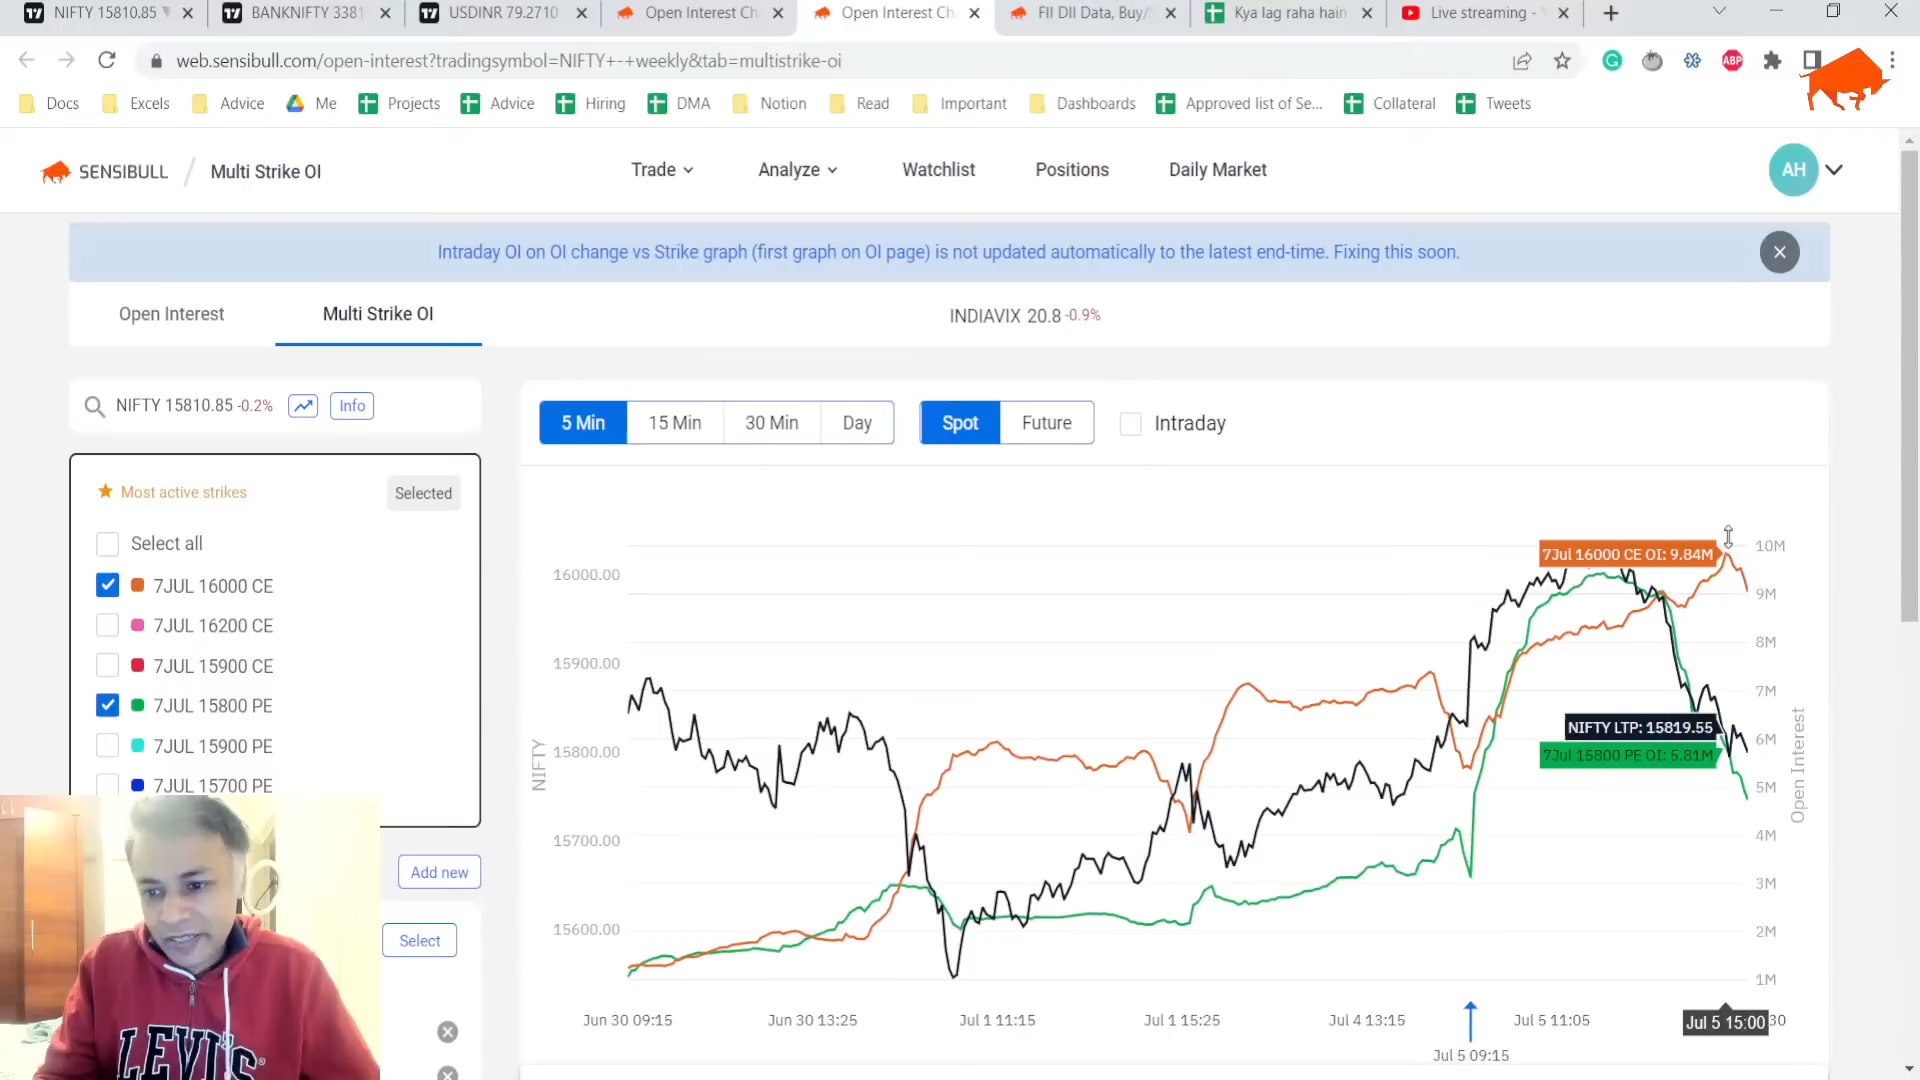 NIFTY 15810.85
BANKNIFTY 3381
USDINR 79.2710
Open Interest Ch
Open Interest Ch
FII DII Data, Buy/
Kya lag raha hain
Live streaming -
web.sensibull.com/open-interest?tradingsymbol=NIFTY+-+weekly&tab=multistrike-oi
G
ABP
Docs
Excels
Advice
Me
Projects
Advice
Hiring
DMA
Notion
Read
Important
Dashboards
Approved list of Se...
Collateral
Tweets
SENSIBULL
Multi Strike OI
Trade
Analyze
Watchlist
Positions
Daily Market
AH
Intraday OI on OI change vs Strike graph (first graph on OI page) is not updated automatically to the latest end-time. Fixing this soon.
Open Interest
Multi Strike OI
INDIAVIX 20.8 -0.9%
NIFTY 15810.85 -0.2%
Info
5 Min
15 Min
30 Min
Day
Spot
Future
Intraday
Most active strikes
Selected
Select all
7JUL 16000 CE
7JUL 16200 CE
7JUL 15900 CE
7JUL 15800 PE
7JUL 15900 PE
7JUL 15700 PE
Add new
Select
LEVI'S
NIFTY
16000.00
15900.00
15800.00
15700.00
15600.00
7Jul 16000 CE OI: 9.84M
NIFTY LTP: 15819.55
7Jul 15800 PE OI: 5.81M
10M
9M
8M
7M
6M
5M
4M
3M
2M
1M
Open Interest
Jun 30 09:15
Jun 30 13:25
Jul 1 11:15
Jul 1 15:25
Jul 4 13:15
Jul 5 11:05
Jul 5 15:00
30
Jul 5 09:15